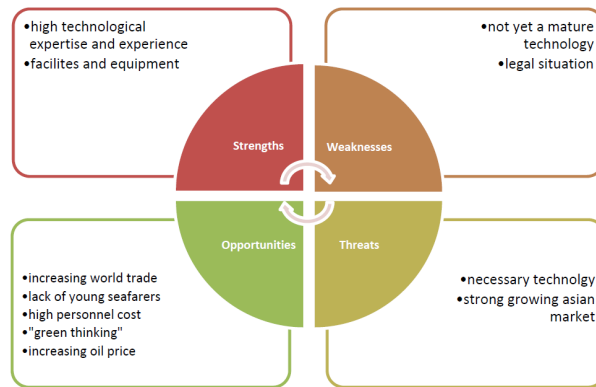 •high technological
expertise and experience
•facilites and equipment
•not yet a mature
technology
•legal situation
Strengths
Weaknesses
Opportunities
Threats
•increasing world trade
•lack of young seafarers
•high personnel cost
•"green thinking"
•increasing oil price
•necessary technolgy
•strong growing asian
market